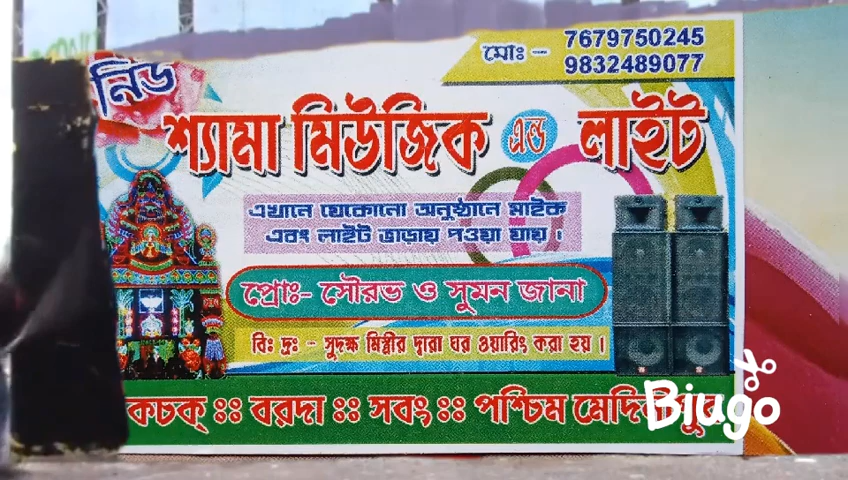 মোঃ - 7679750245
9832489077
নিউ
শ্যামা মিউজিক এন্ড লাইট
এখানে যেকোনো অনুষ্ঠানে মাইক
এবং লাইট ভাড়ায় পওয়া যায়।
প্রোঃ- সৌরভ ও সুমন জানা
বিঃ দ্রঃ - সুদক্ষ মিস্ত্রীর দ্বারা ঘর ওয়ারিং করা হয়।
কচক্ ঃঃ বরদা ঃঃ সবং ঃঃ পশ্চিম
Biugo